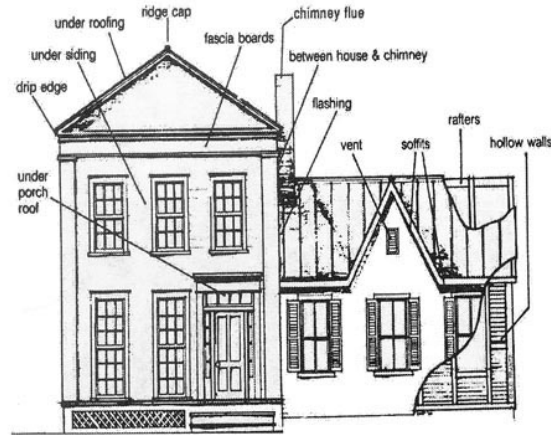 ridge cap
chimney flue
under roofing
fascia boards
under siding
between house & chimney
drip edge
flashing
rafters
vent
soffits
hollow walls
under
porch
roof